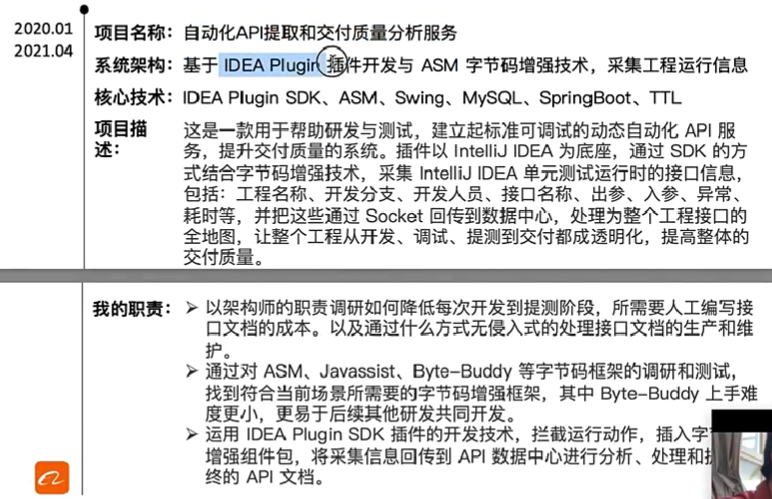 2020.01
2021.04
项目名称：自动化API提取和交付质量分析服务
系统架构：基于 IDEA Plugin 插件开发与 ASM 字节码增强技术，采集工程运行信息
核心技术：IDEA Plugin SDK、ASM、Swing、MySQL、SpringBoot、TTL
项目描述：
这是一款用于帮助研发与测试，建立起标准可调试的动态自动化 API 服
务，提升交付质量的系统。插件以 IntelliJ IDEA 为底座，通过 SDK 的方
式结合字节码增强技术，采集 IntelliJ IDEA 单元测试运行时的接口信息，
包括：工程名称、开发分支、开发人员、接口名称、出参、入参、异常、
耗时等，并把这些通过 Socket 回传到数据中心，处理为整个工程接口的
全地图，让整个工程从开发、调试、提测到交付都成透明化，提高整体的
交付质量。
我的职责：
➢ 以架构师的职责调研如何降低每次开发到提测阶段，所需要人工编写接
口文档的成本。以及通过什么方式无侵入式的处理接口文档的生产和维
护。
➢ 通过对 ASM、Javassist、Byte-Buddy 等字节码框架的调研和测试，
找到符合当前场景所需要的字节码增强框架，其中 Byte-Buddy 上手难
度更小，更易于后续其他研发共同开发。
➢ 运用 IDEA Plugin SDK 插件的开发技术，拦截运行动作，插入字
增强组件包，将采集信息回传到 API 数据中心进行分析、处理和
终的 API 文档。